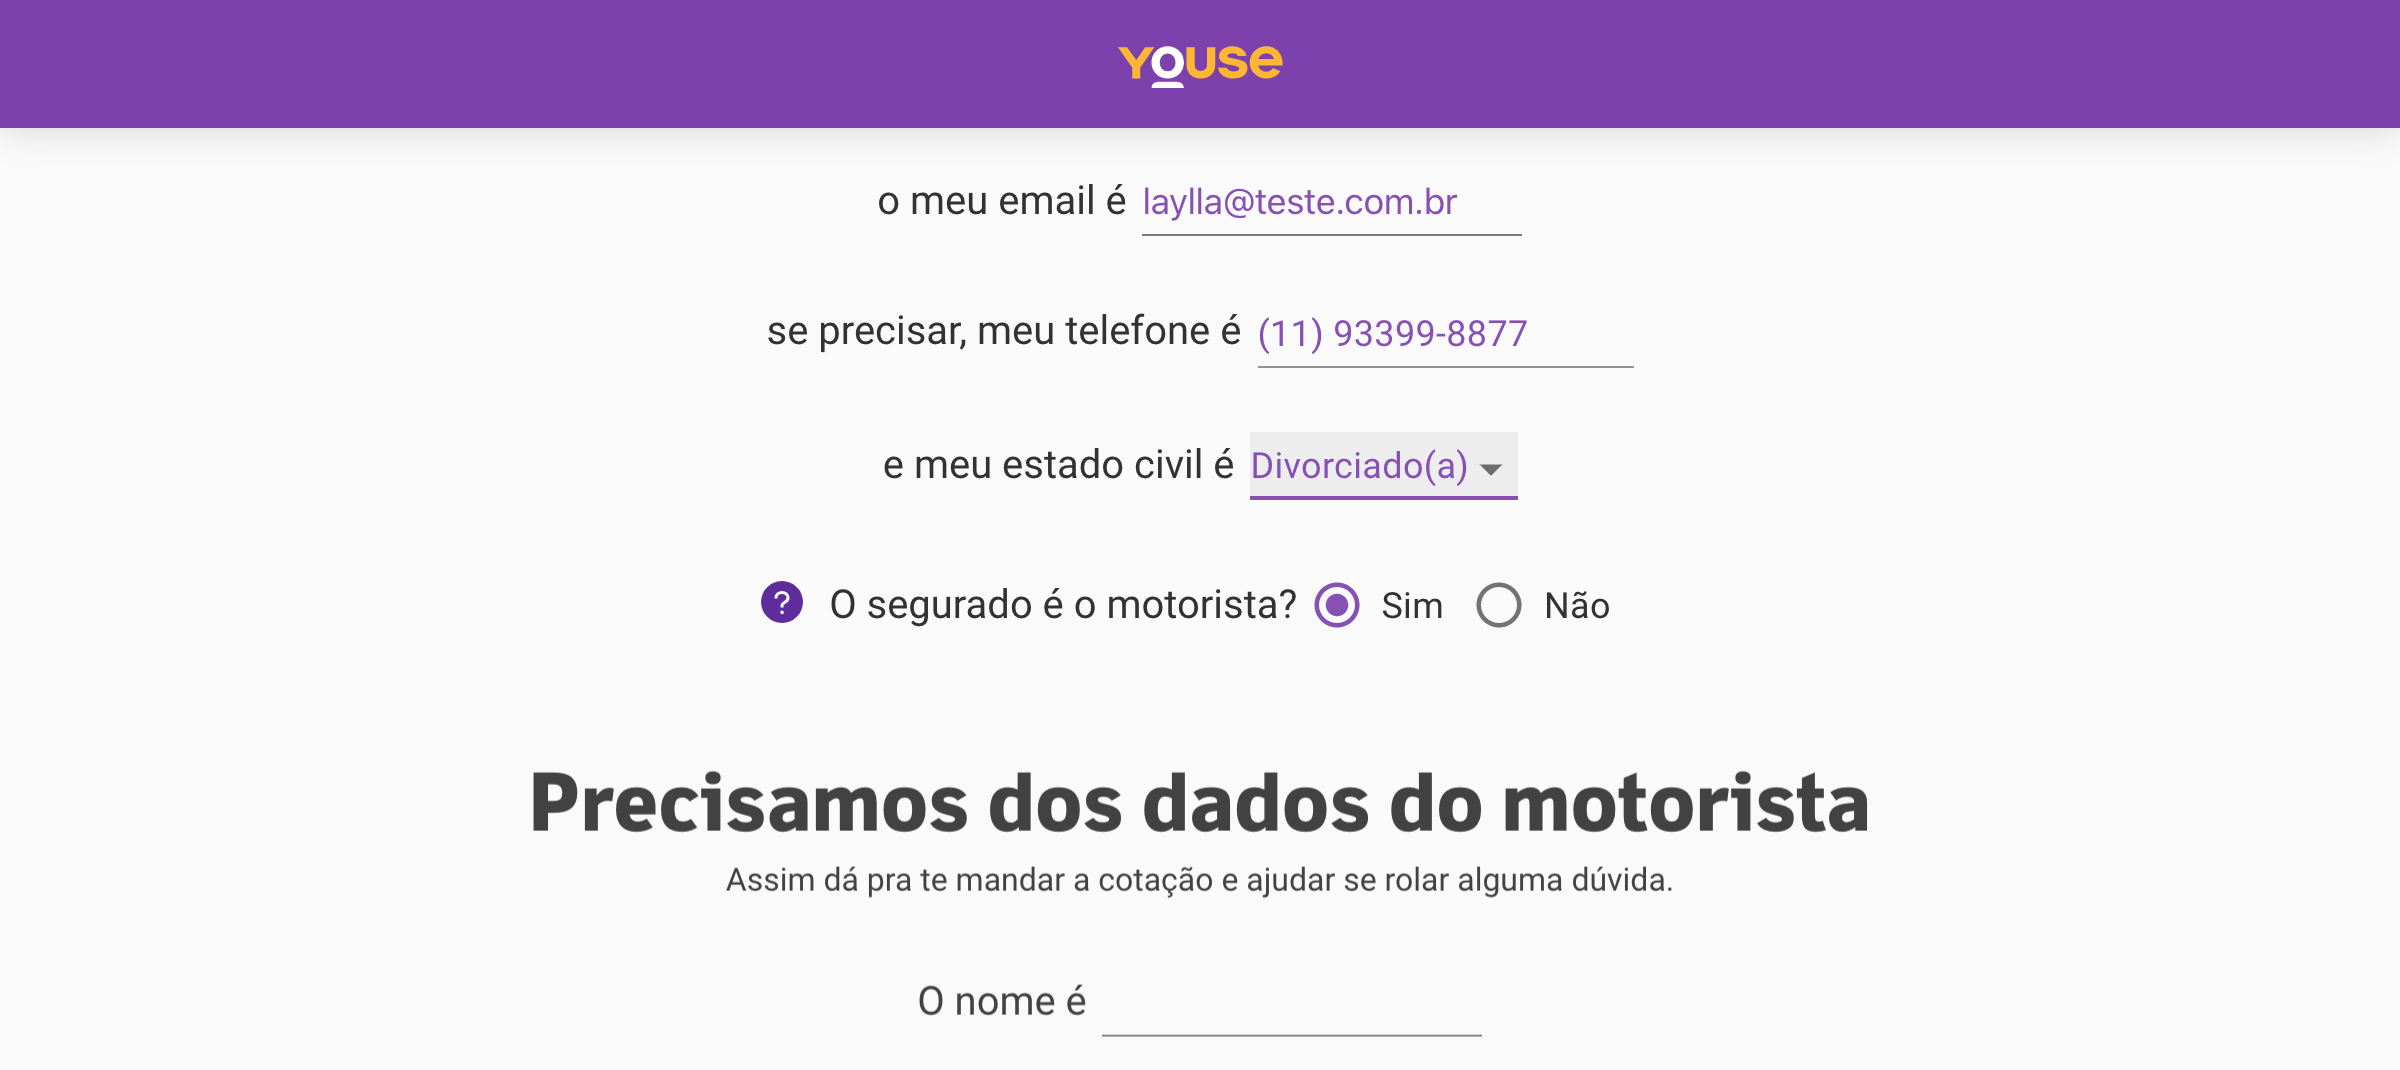 youse
o meu email é laylla@teste.com.br
se precisar, meu telefone é (11) 93399-8877
e meu estado civil é Divorciado(a)
? O segurado é o motorista? Sim Não
Precisamos dos dados do motorista
Assim dá pra te mandar a cotação e ajudar se rolar alguma dúvida.
O nome é